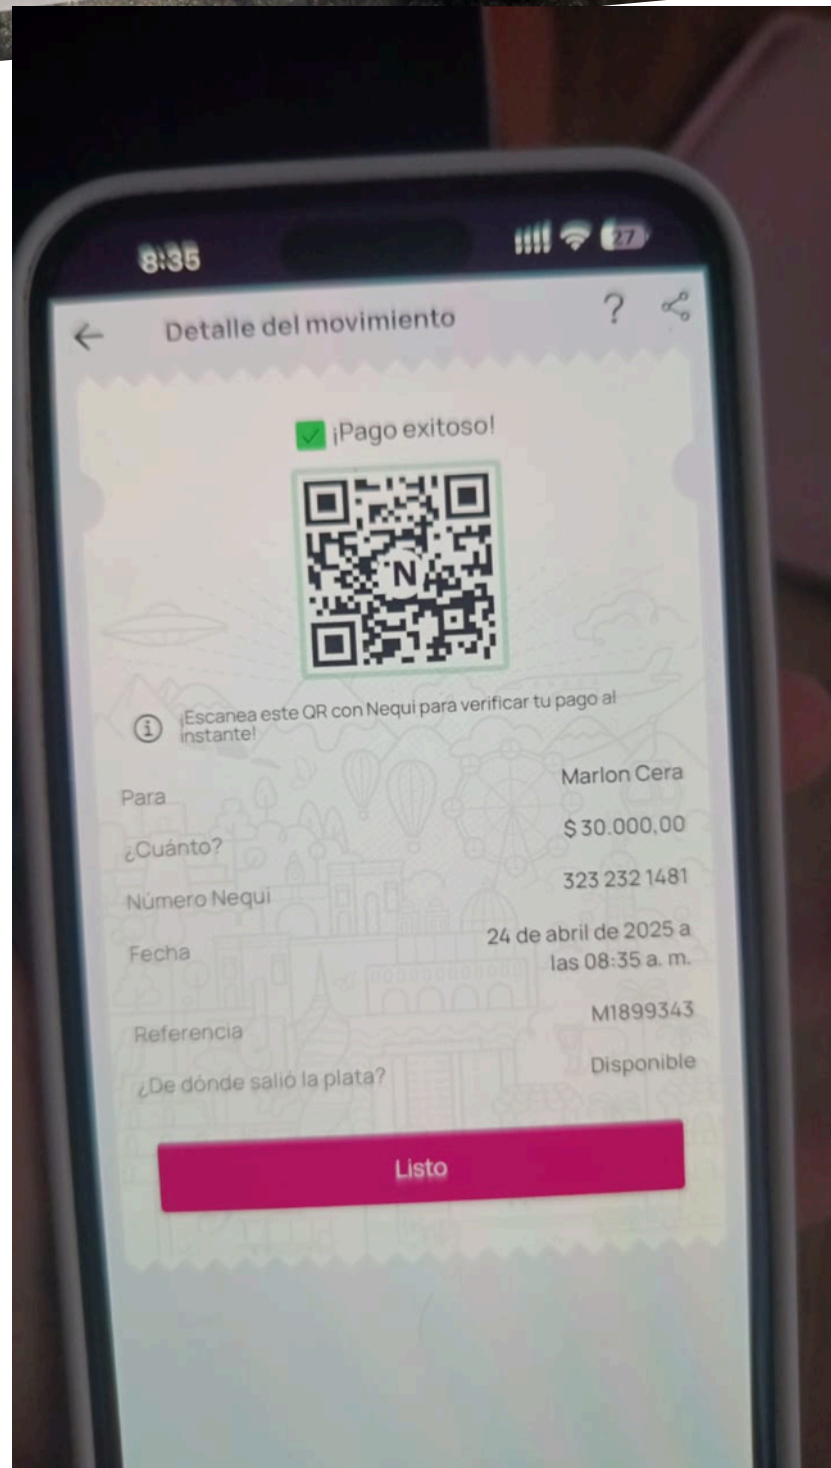 8:35
27
Detalle del movimiento
?
¡Pago exitoso!
N
¡Escanea este QR con Nequi para verificar tu pago al
instante!
Para
Marlon Cera
¿Cuánto?
$ 30.000,00
Número Nequi
323 232 1481
Fecha
24 de abril de 2025 a
las 08:35 a. m.
Referencia
M1899343
¿De dónde salió la plata?
Disponible
Listo